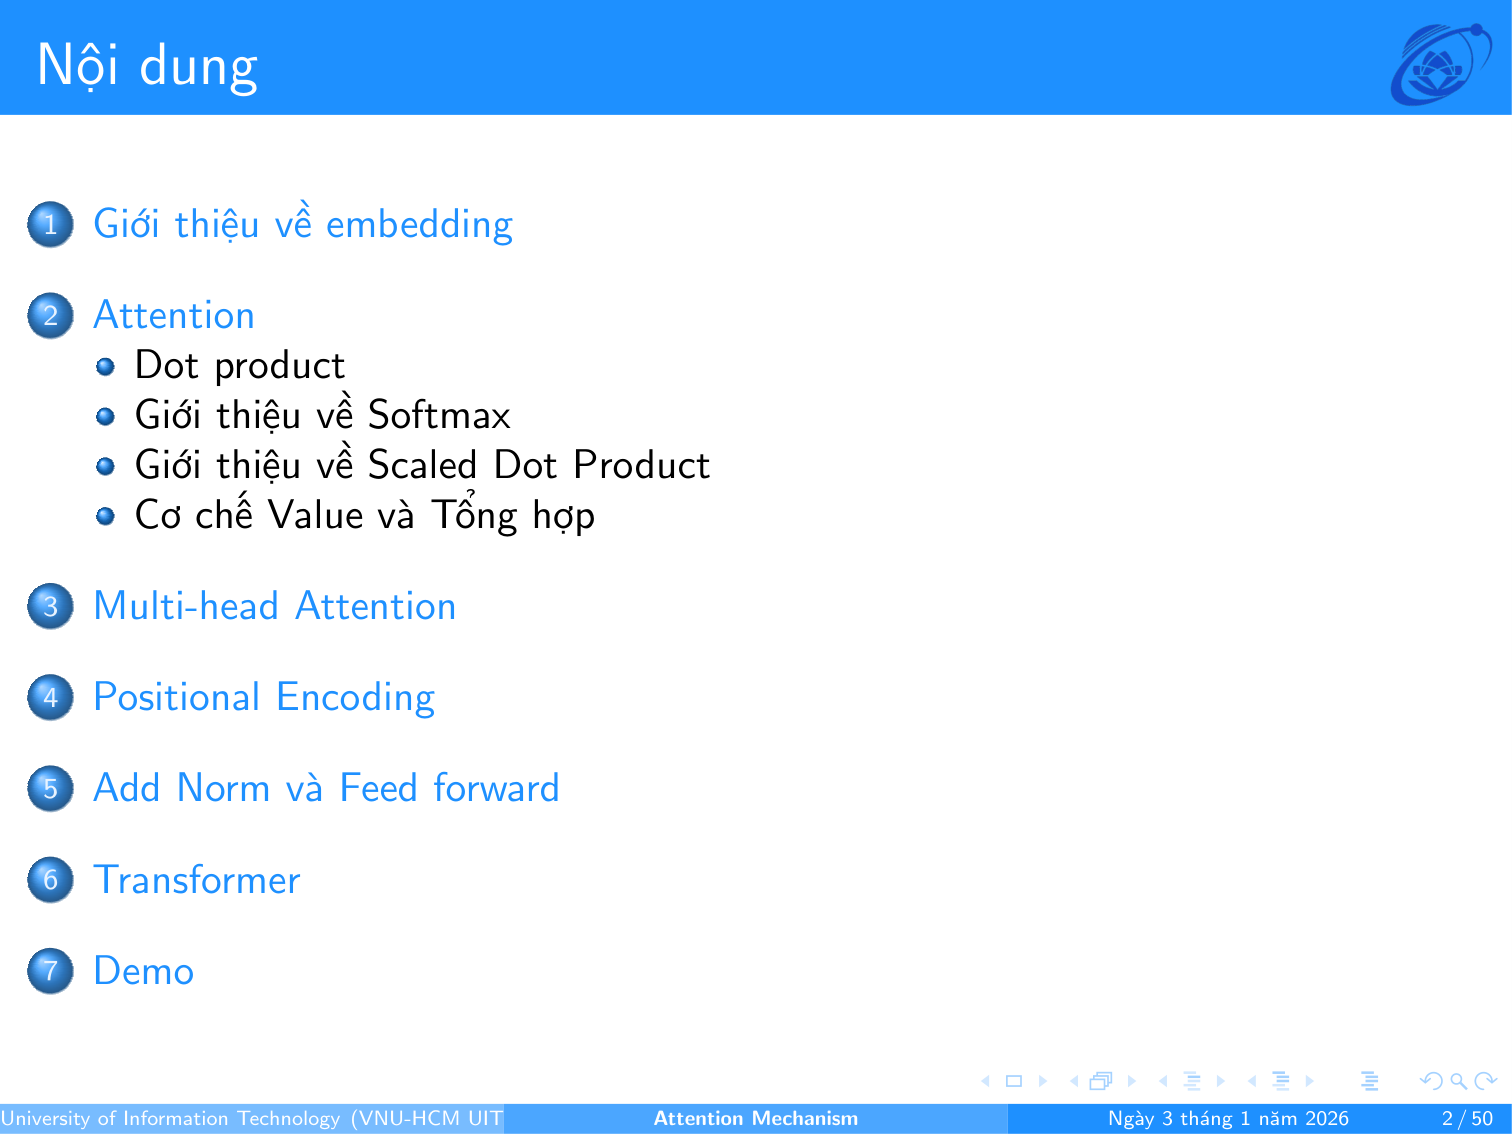 Nội dung
1 Giới thiệu về embedding
2 Attention
Dot product
Giới thiệu về Softmax
Giới thiệu về Scaled Dot Product
Cơ chế Value và Tổng hợp
3 Multi-head Attention
4 Positional Encoding
5 Add Norm và Feed forward
6 Transformer
7 Demo
University of Information Technology (VNU-HCM UIT Attention Mechanism Ngày 3 tháng 1 năm 2026 2 / 50